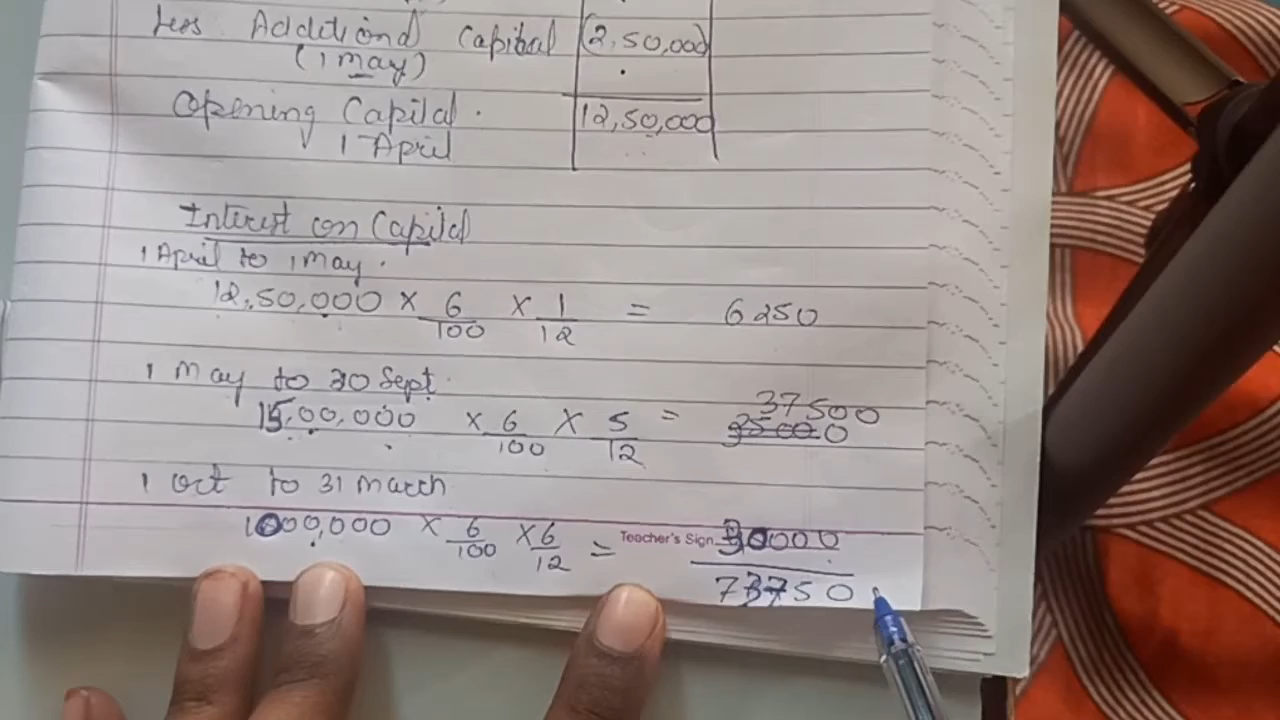 Less Additional Capital (2,50,000)
(1 may)
Opening Capital. 12,50,000
1 April
Interest on Capital
1 April to 1 may.
12,50,000 × 6/100 × 1/12 = 6250
1 may to 30 Sept.
15,00,000 × 6/100 × 5/12 = 37500
1 Oct to 31 march
1000,000 × 6/100 × 6/12 = 30000
Teacher's Sign
73750